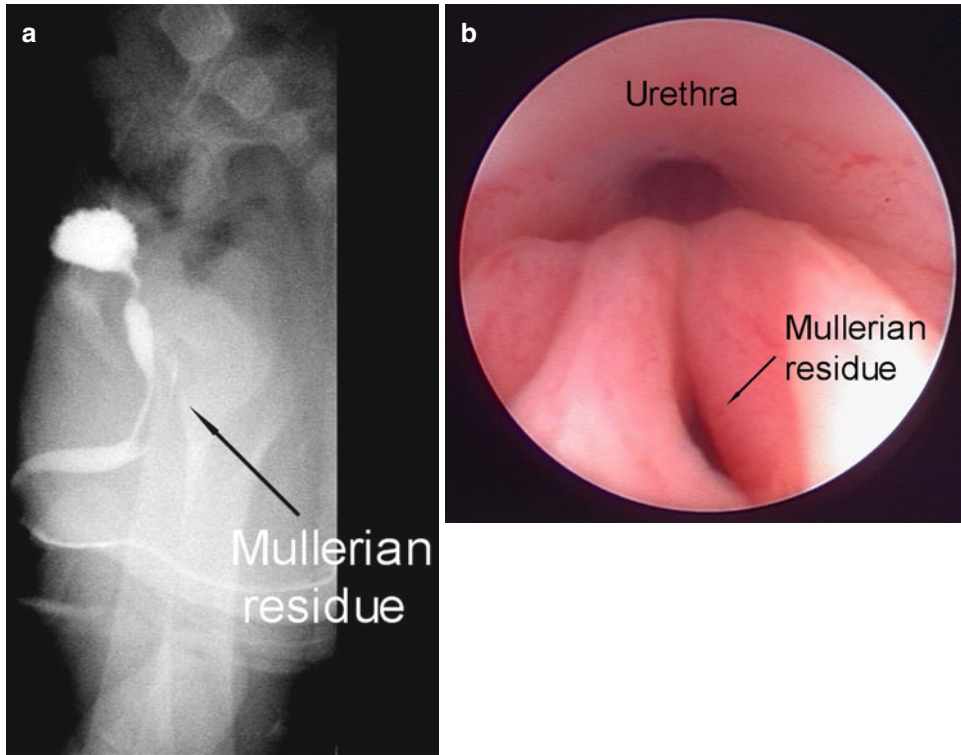 a
Mullerian
residue
b
Urethra
Mullerian
residue